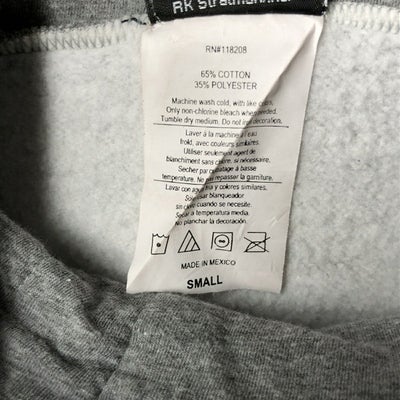 RK Stratman, Inc.
RN#118208
65% COTTON
35% POLYESTER
Machine wash cold, with like colors.
Only non-chlorine bleach when needed.
Tumble dry medium. Do not iron decoration.
Laver à la machine à l'eau
froid, avec couleurs similaires.
Utiliser seulement agent de
blanchiment sans chlore, si nécessaire.
Secher par culbutage à basse
temperature. Ne pas repasser la garniture.
Lavar con agua fria y colores similares.
Solo usar blanqueador
sin cloro cuando se necesite.
Secar a temperatura media.
No planchar la decoración.
MADE IN MEXICO
SMALL